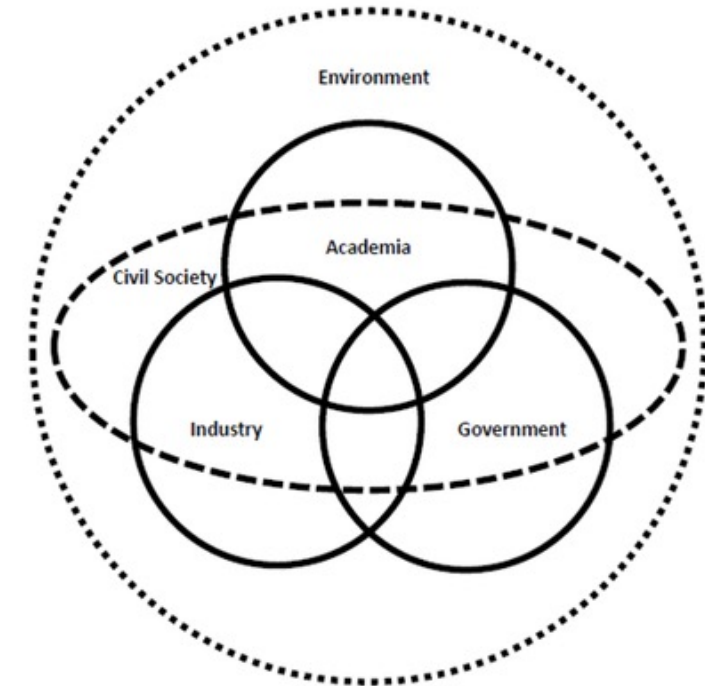 Environment
Academia
Civil Society
Industry
Government